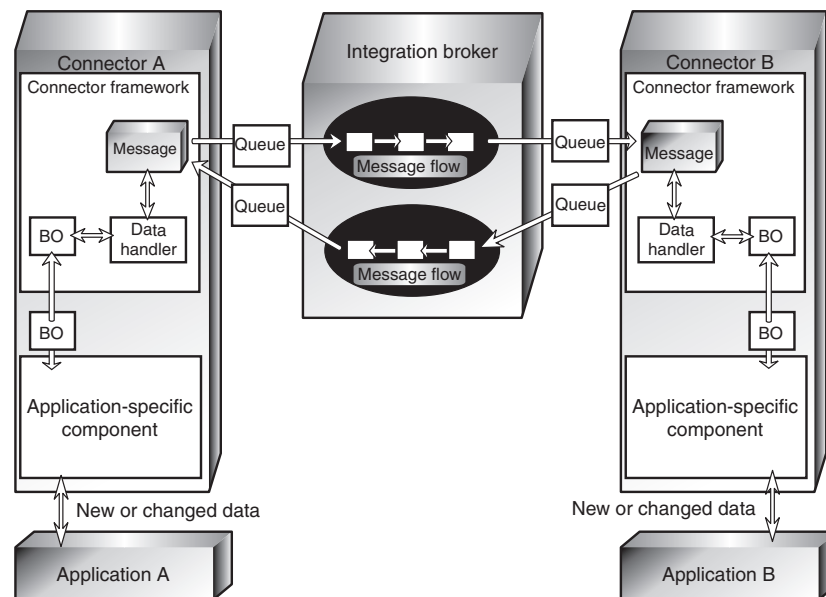 Connector A
Connector framework
Message
BO
Data
handler
BO
Application-specific
component
New or changed data
Application A
Integration broker
Queue
Message flow
Queue
Queue
Message flow
Queue
Connector B
Connector framework
Message
Data
handler
BO
BO
Application-specific
component
New or changed data
Application B